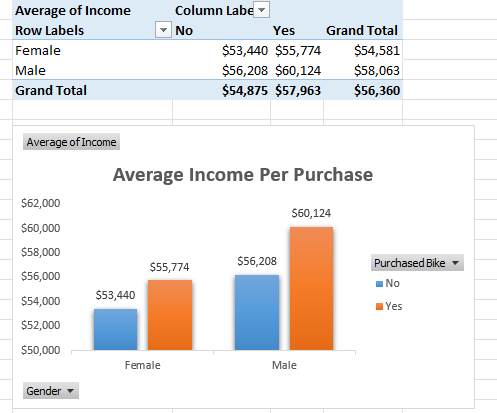 Average of Income Column Labe
Row Labels No Yes Grand Total
Female $53,440 $55,774 $54,581
Male $56,208 $60,124 $58,063
Grand Total $54,875 $57,963 $56,360
Average of Income
Average Income Per Purchase
$62,000
$60,000
$58,000
$56,000
$54,000
$52,000
$50,000
$53,440
$55,774
$56,208
$60,124
Female Male
Purchased Bike
No
Yes
Gender